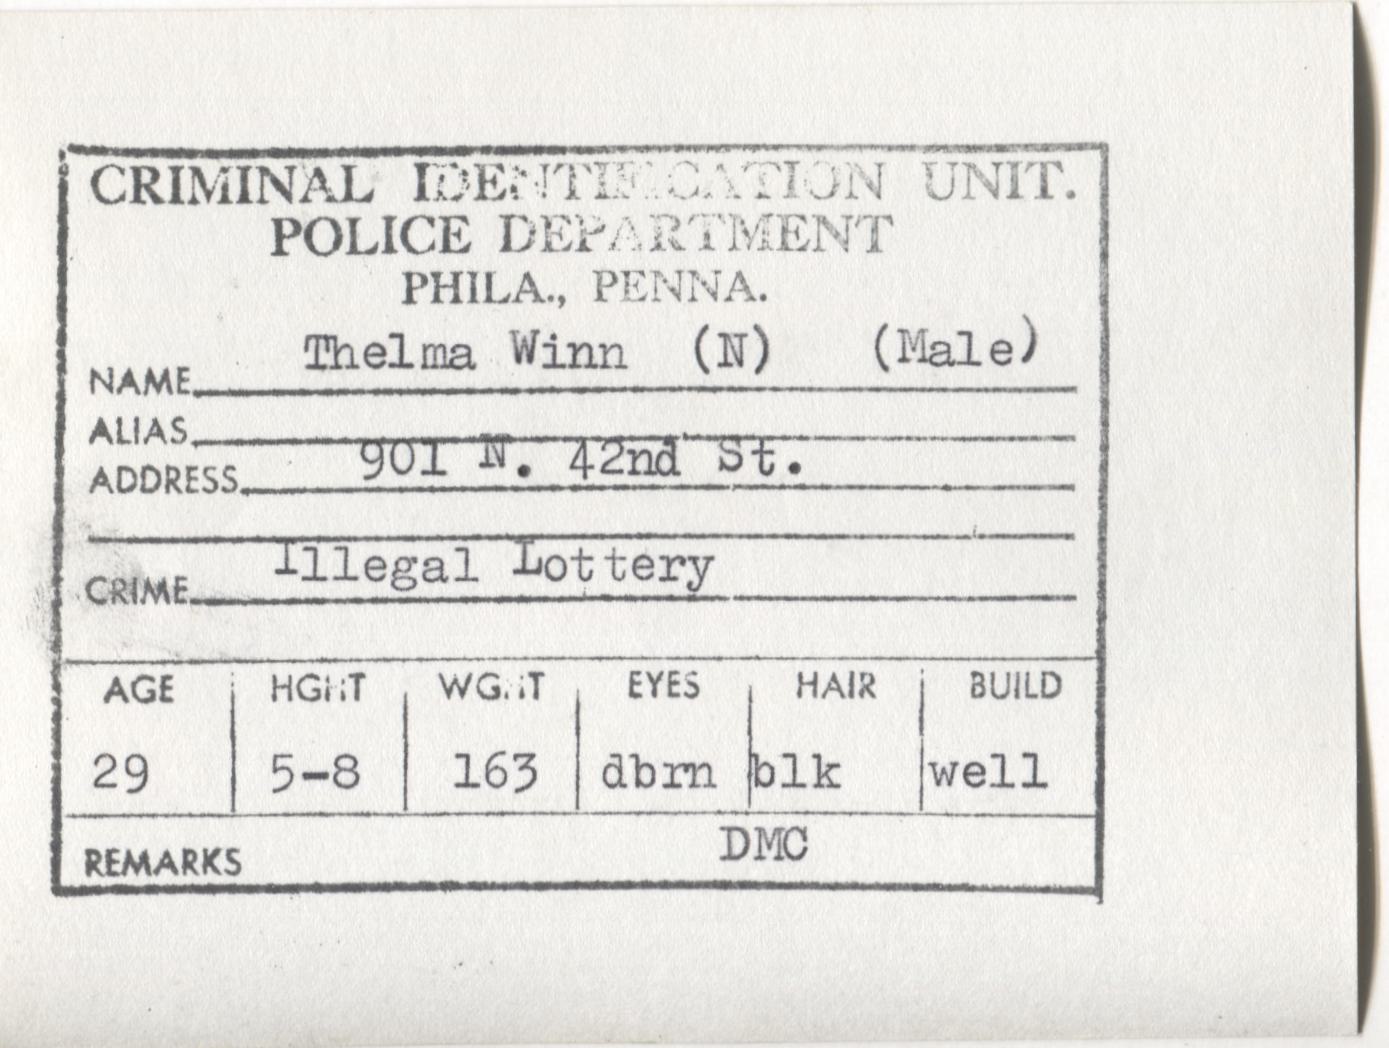 CRIMINAL IDENTIFICATION UNIT.
POLICE DEPARTMENT
PHILA., PENNA.
NAME Thelma Winn (N) (Male)
ALIAS
ADDRESS 901 N. 42nd St.
CRIME Illegal Lottery
AGE HGHT WGHT EYES HAIR BUILD
29 5-8 163 dbrn blk well
REMARKS DMC